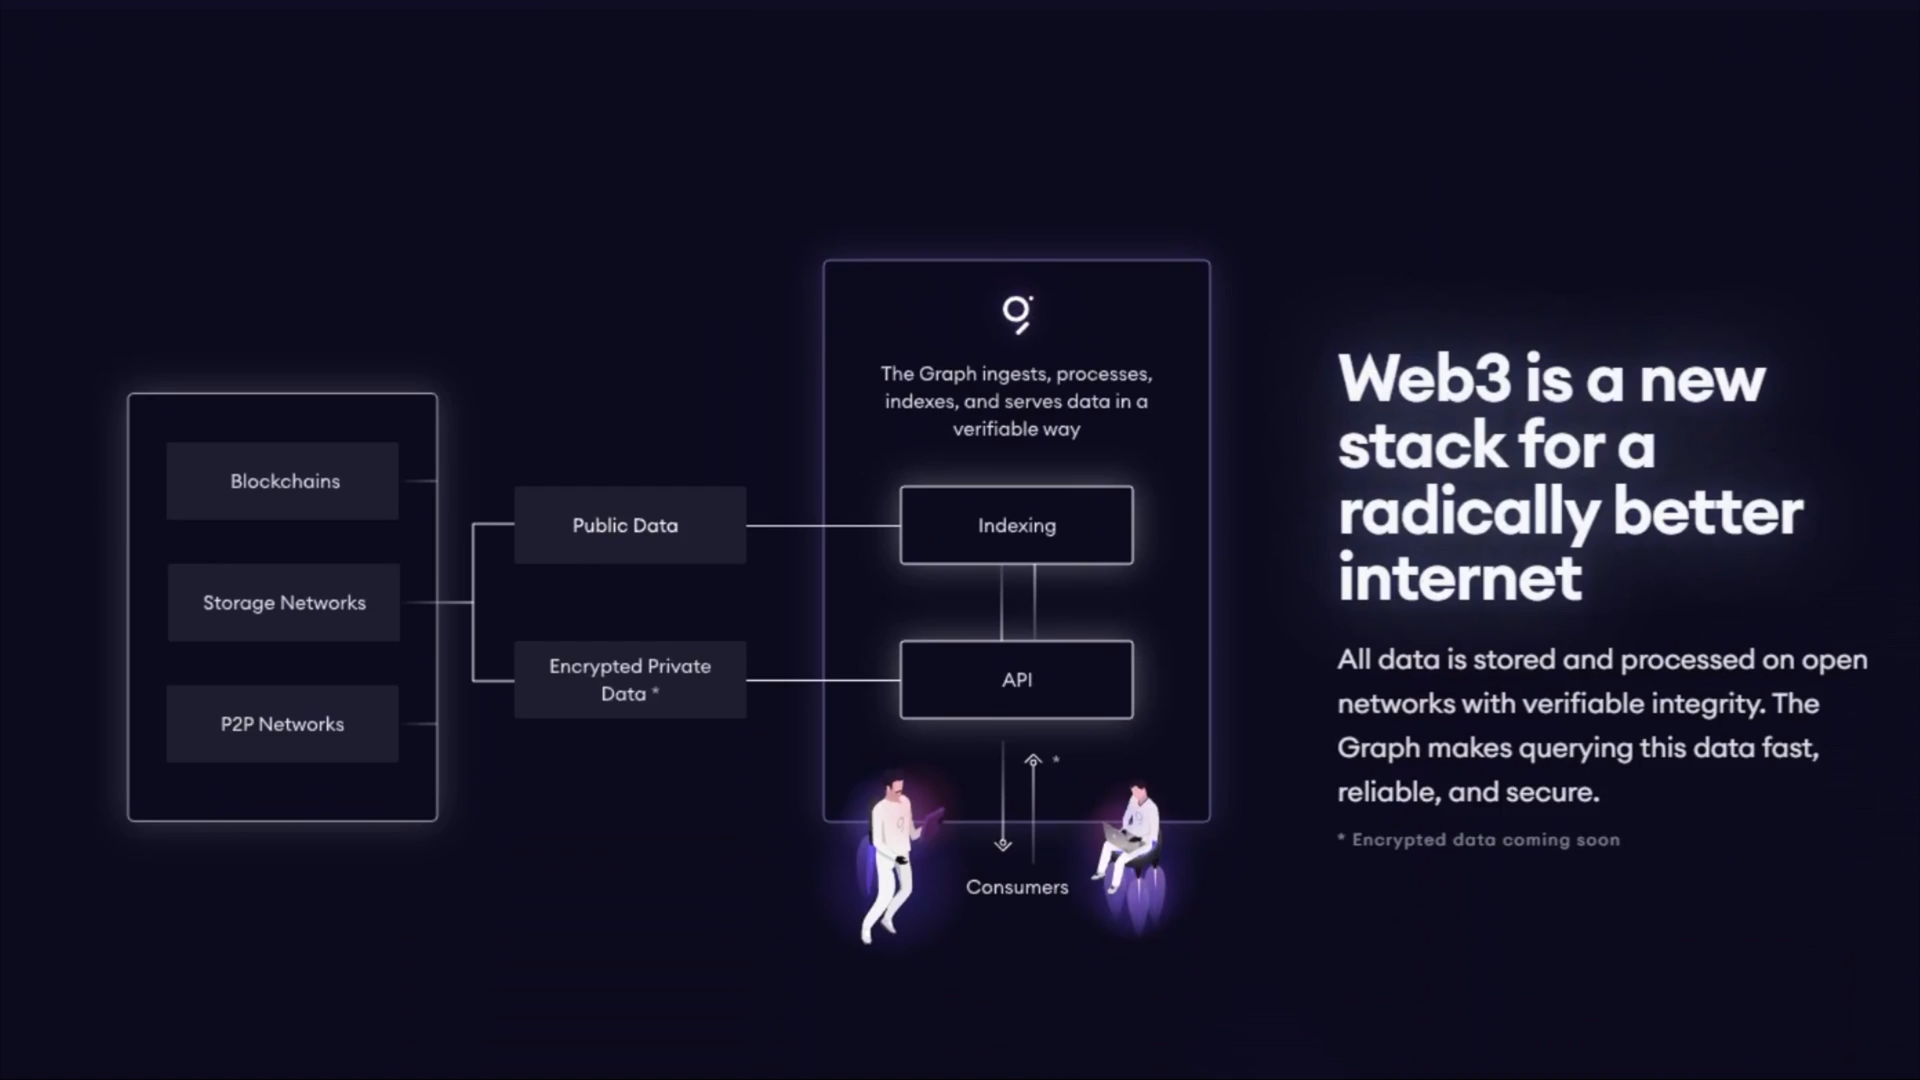 Blockchains
Storage Networks
P2P Networks
Public Data
Encrypted Private
Data *
The Graph ingests, processes,
indexes, and serves data in a
verifiable way
Indexing
API
*
Consumers
Web3 is a new
stack for a
radically better
internet
All data is stored and processed on open
networks with verifiable integrity. The
Graph makes querying this data fast,
reliable, and secure.
* Encrypted data coming soon